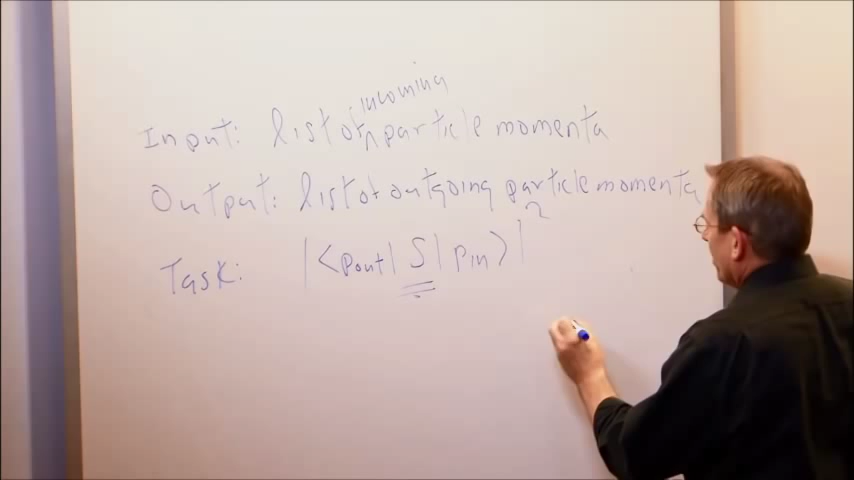 Input: list of incoming particle momenta
Output: list of outgoing particle momenta
Task: |<pout|S|pin>|²